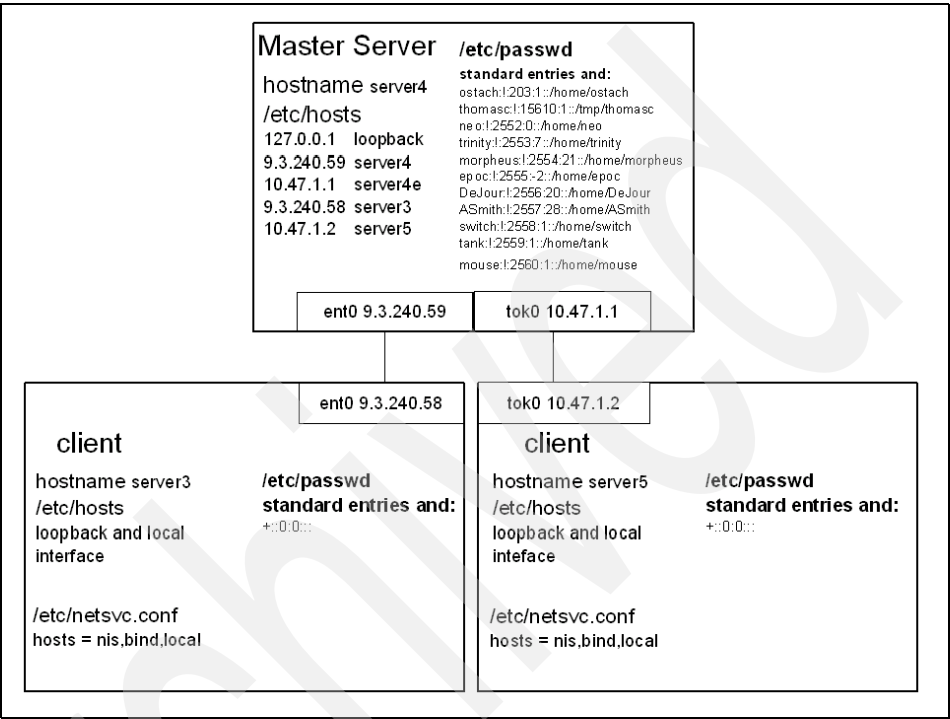 Master Server
hostname server4
/etc/hosts
127.0.0.1 loopback
9.3.240.59 server4
10.47.1.1 server4e
9.3.240.58 server3
10.47.1.2 server5
/etc/passwd
standard entries and:
ostach:!:203:1::/home/ostach
thomasc:!:15610:1::/tmp/thomasc
neo:!:2552:0::/home/neo
trinity:!:2553:7::/home/trinity
morpheus:!:2554:21::/home/morpheus
epoc:!:2555:-2::/home/epoc
DeJour:!:2556:20::/home/DeJour
ASmith:!:2557:28::/home/ASmith
switch:!:2558:1::/home/switch
tank:!:2559:1::/home/tank
mouse:!:2560:1::/home/mouse
ent0 9.3.240.59
tok0 10.47.1.1
ent0 9.3.240.58
client
hostname server3
/etc/hosts
loopback and local
interface
/etc/netsvc.conf
hosts = nis,bind,local
/etc/passwd
standard entries and:
+::0:0:::
tok0 10.47.1.2
client
hostname server5
/etc/hosts
loopback and local
inteface
/etc/netsvc.conf
hosts = nis,bind,local
/etc/passwd
standard entries and:
+::0:0:::